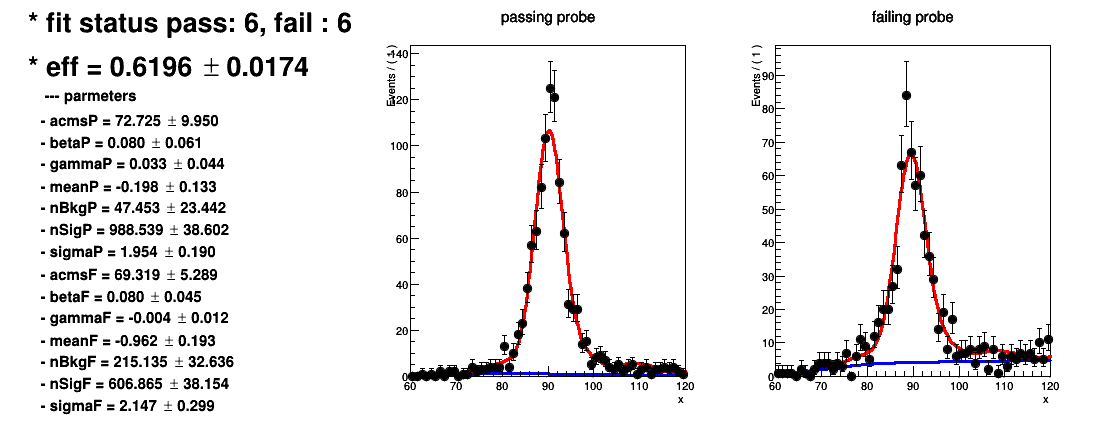 * fit status pass: 6, fail : 6
* eff = 0.6196 ± 0.0174
--- parmeters
- acmsP = 72.725 ± 9.950
- betaP = 0.080 ± 0.061
- gammaP = 0.033 ± 0.044
- meanP = -0.198 ± 0.133
- nBkgP = 47.453 ± 23.442
- nSigP = 988.539 ± 38.602
- sigmaP = 1.954 ± 0.190
- acmsF = 69.319 ± 5.289
- betaF = 0.080 ± 0.045
- gammaF = -0.004 ± 0.012
- meanF = -0.962 ± 0.193
- nBkgF = 215.135 ± 32.636
- nSigF = 606.865 ± 38.154
- sigmaF = 2.147 ± 0.299
passing probe
Events / ( 1 )
140
120
100
80
60
40
20
0
60 70 80 90 100 110 120
x
failing probe
Events / ( 1 )
90
80
70
60
50
40
30
20
10
0
60 70 80 90 100 110 120
x